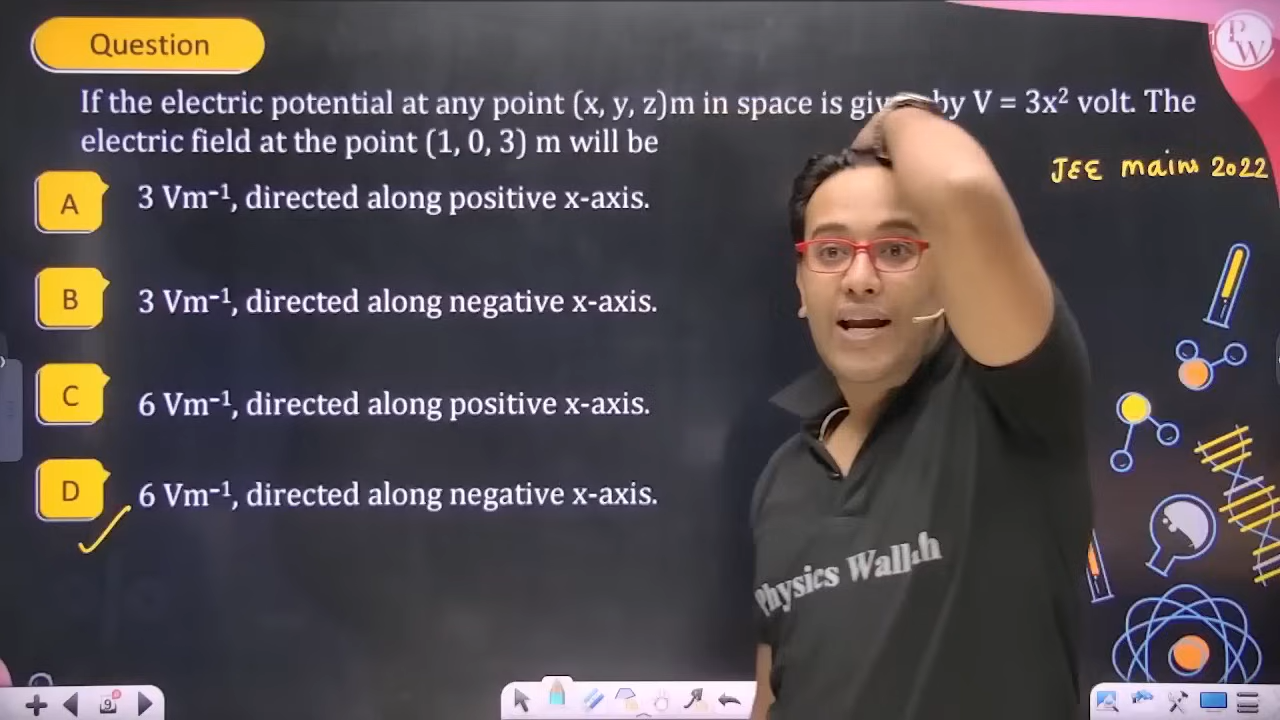 Question
If the electric potential at any point (x, y, z)m in space is by V = 3x² volt. The
electric field at the point (1, 0, 3) m will be
JEE mains 2022
A 3 Vm⁻¹, directed along positive x-axis.
B 3 Vm⁻¹, directed along negative x-axis.
C 6 Vm⁻¹, directed along positive x-axis.
D 6 Vm⁻¹, directed along negative x-axis.
Physics Wallah
PW
9